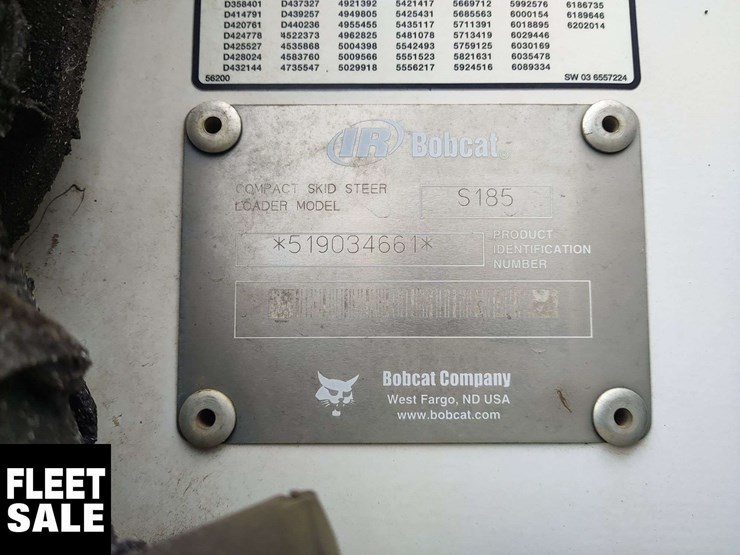 D358401 D437327 4921392 5421417 5669712 5992576 6186735
D414791 D439257 4949805 5425431 5685563 6000154 6189646
D420761 D440236 4955455 5435117 5711391 6018895 6202014
D424778 4522373 4962825 5481078 5713419 6029446
D425527 4535868 5004398 5542493 5759125 6030169
D428024 4583760 5009566 5551523 5821631 6035478
D432144 4735547 5029918 5556217 5924516 6089334
56200 SW 03 6557224
IR Bobcat
COMPACT SKID STEER
LOADER MODEL
S185
*519034661*
PRODUCT
IDENTIFICATION
NUMBER
Bobcat Company
West Fargo, ND USA
www.bobcat.com
FLEET
SALE